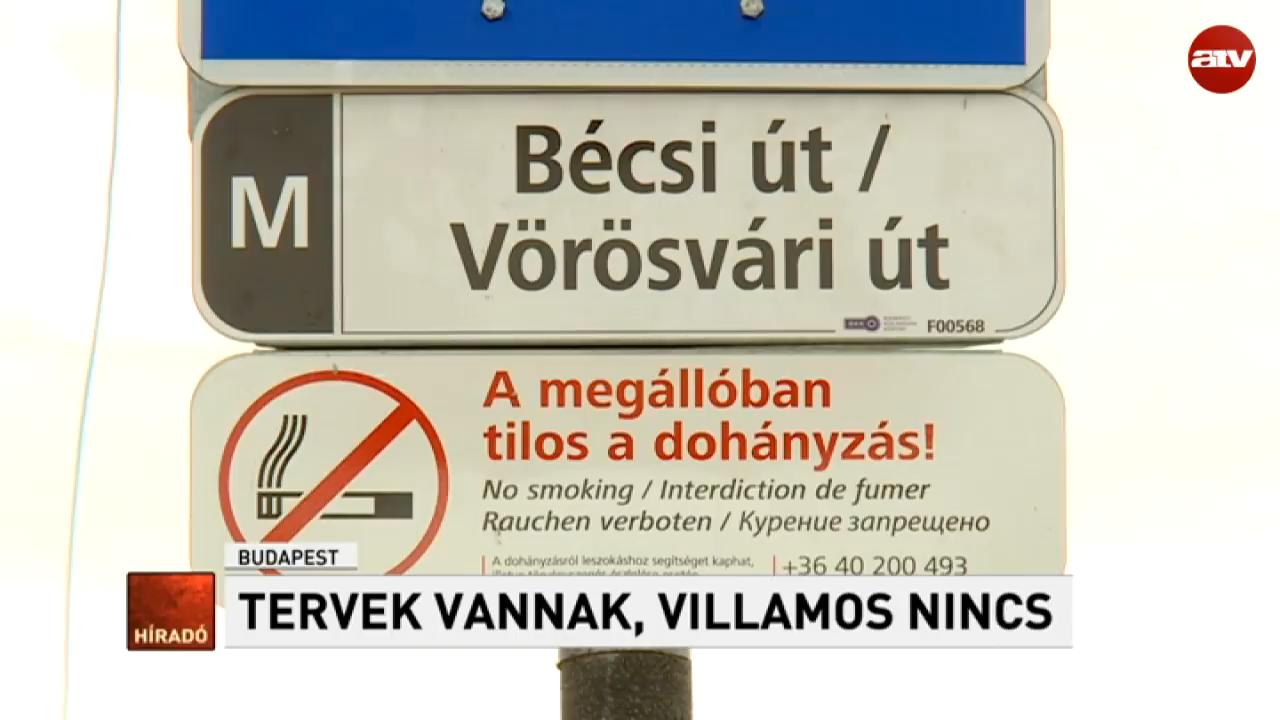 atv
M
Bécsi út /
Vörösvári út
F00568
A megállóban
tilos a dohányzás!
No smoking / Interdiction de fumer
Rauchen verboten / Курение запрещено
A dohányzásról leszokáshoz segítséget kaphat,
+36 40 200 493
BUDAPEST
HÍRADÓ
TERVEK VANNAK, VILLAMOS NINCS